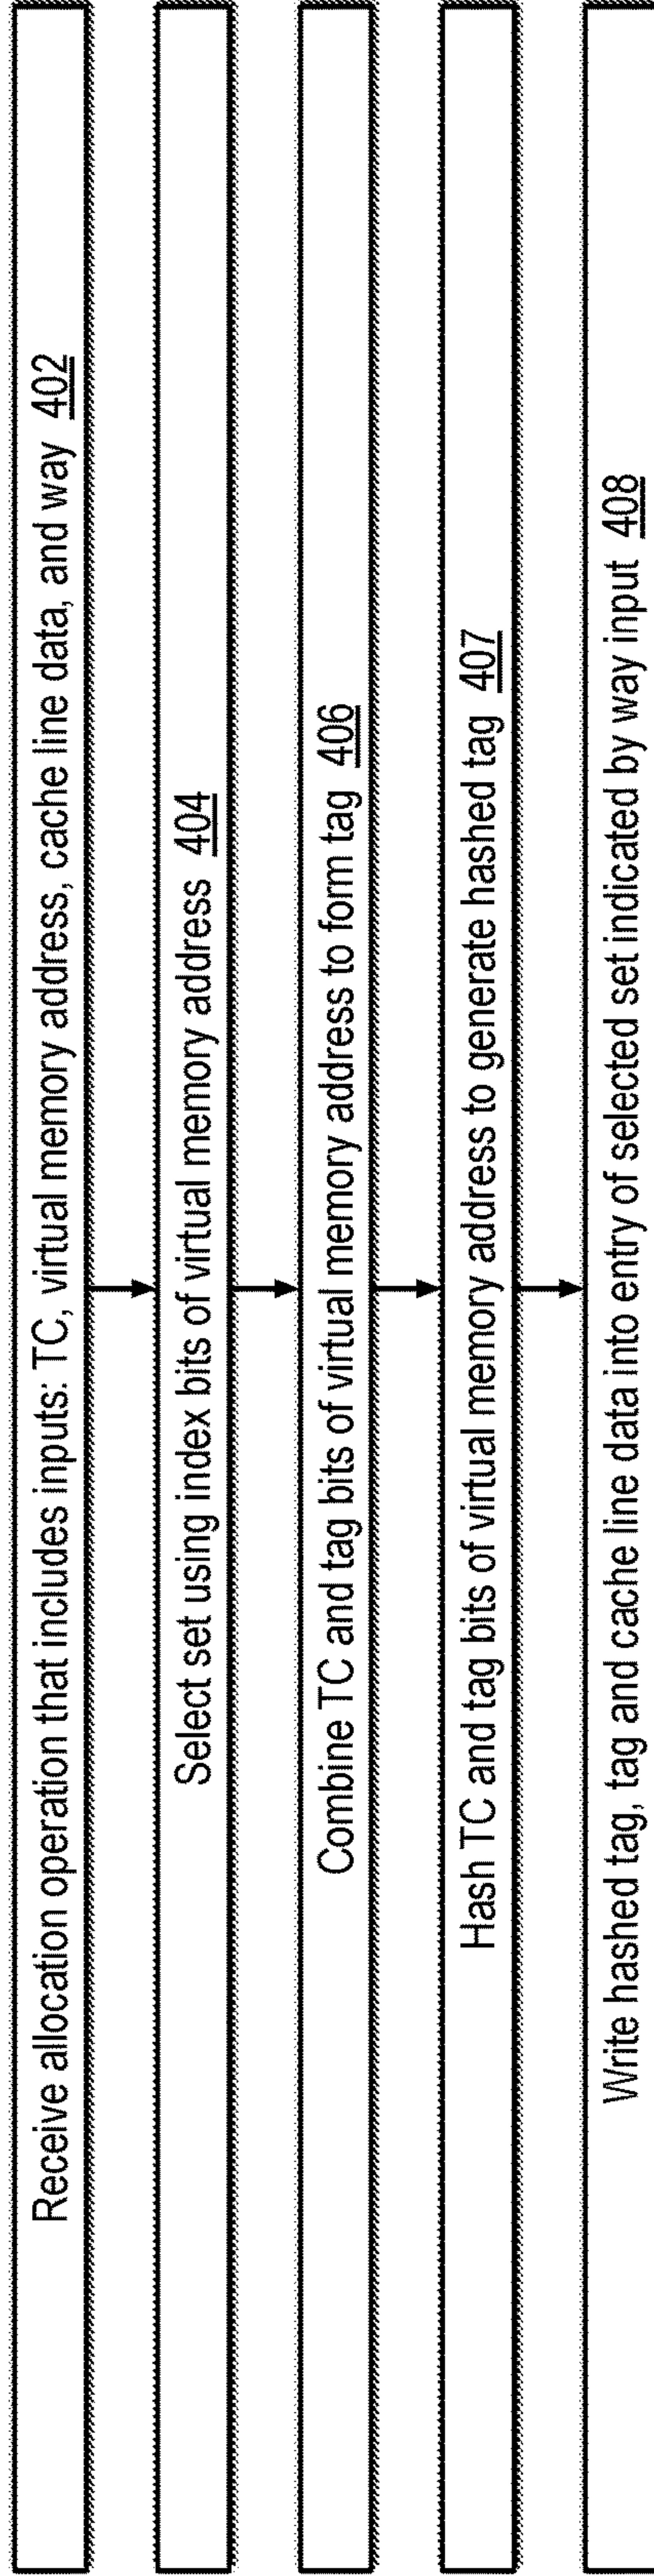 Receive allocation operation that includes inputs: TC, virtual memory address, cache line data, and way 402
Select set using index bits of virtual memory address 404
Combine TC and tag bits of virtual memory address to form tag 406
Hash TC and tag bits of virtual memory address to generate hashed tag 407
Write hashed tag, tag and cache line data into entry of selected set indicated by way input 408